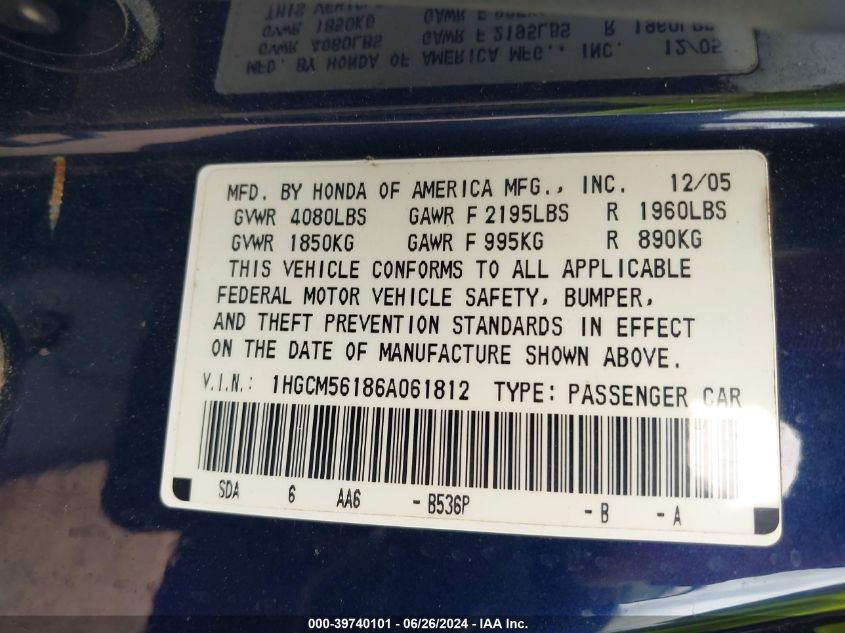 MFD. BY HONDA OF AMERICA MFG., INC. 12/05
GVWR 4080LBS GAWR F 2195LBS R 1960LBS
GVWR 1850KG GAWR F 995KG R 890KG
THIS VEHICLE CONFORMS TO ALL APPLICABLE
FEDERAL MOTOR VEHICLE SAFETY, BUMPER,
AND THEFT PREVENTION STANDARDS IN EFFECT
ON THE DATE OF MANUFACTURE SHOWN ABOVE.
V.I.N.: 1HGCM56186A061812 TYPE: PASSENGER CAR
SDA 6 AA6 - B536P - B - A
000-39740101 - 06/26/2024 - IAA Inc.